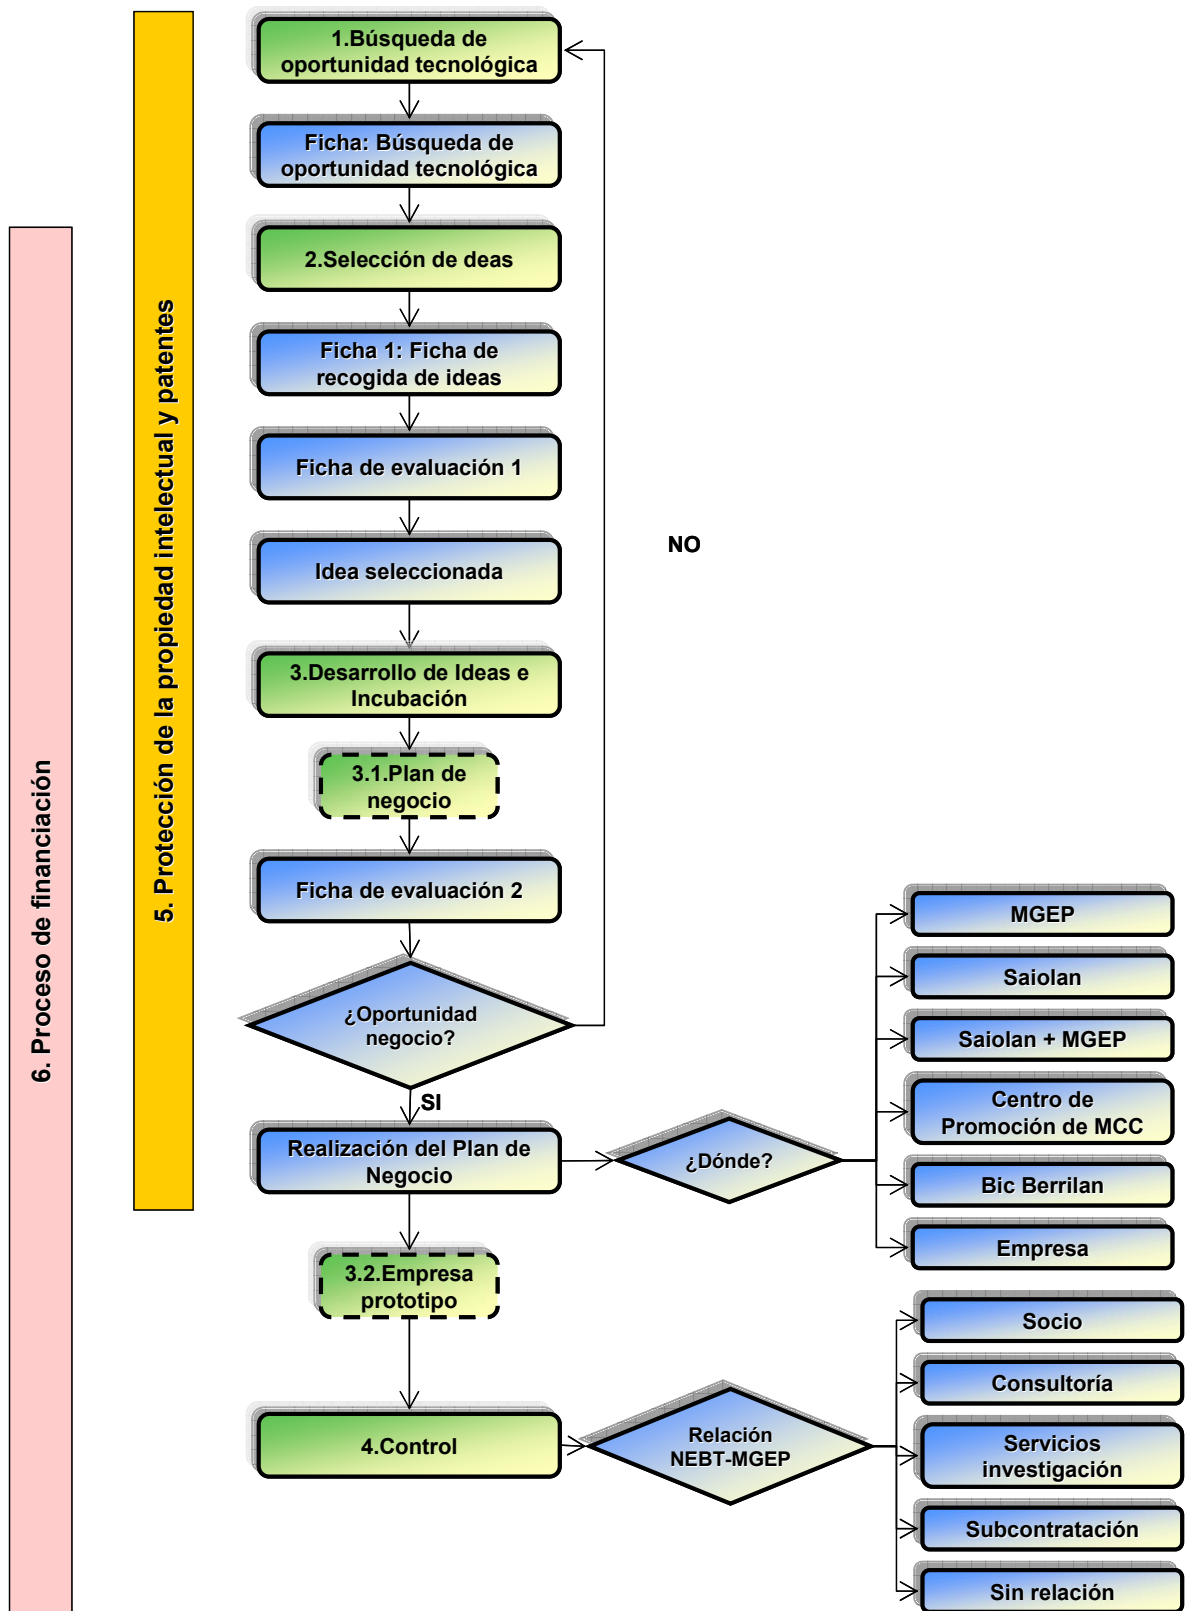 1.Búsqueda de
oportunidad tecnológica
Ficha: Búsqueda de
oportunidad tecnológica
2.Selección de deas
Ficha 1: Ficha de
recogida de ideas
Ficha de evaluación 1
Idea seleccionada
NO
3.Desarrollo de Ideas e
Incubación
3.1.Plan de
negocio
Ficha de evaluación 2
¿Oportunidad
negocio?
SI
Realización del Plan de
Negocio
¿Dónde?
MGEP
Saiolan
Saiolan + MGEP
Centro de
Promoción de MCC
Bic Berrilan
Empresa
3.2.Empresa
prototipo
4.Control
Relación
NEBT-MGEP
Socio
Consultoría
Servicios
investigación
Subcontratación
Sin relación
5. Protección de la propiedad intelectual y patentes
6. Proceso de financiación